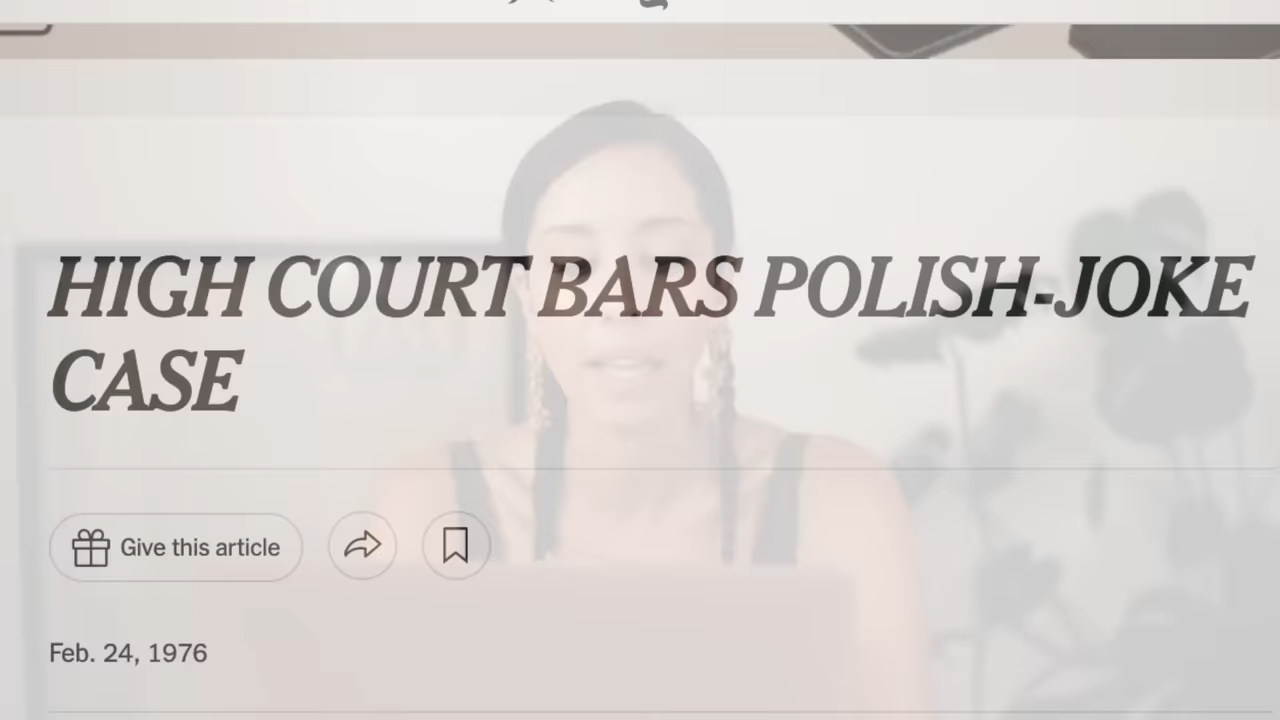 HIGH COURT BARS POLISH-JOKE
CASE
Give this article
Feb. 24, 1976